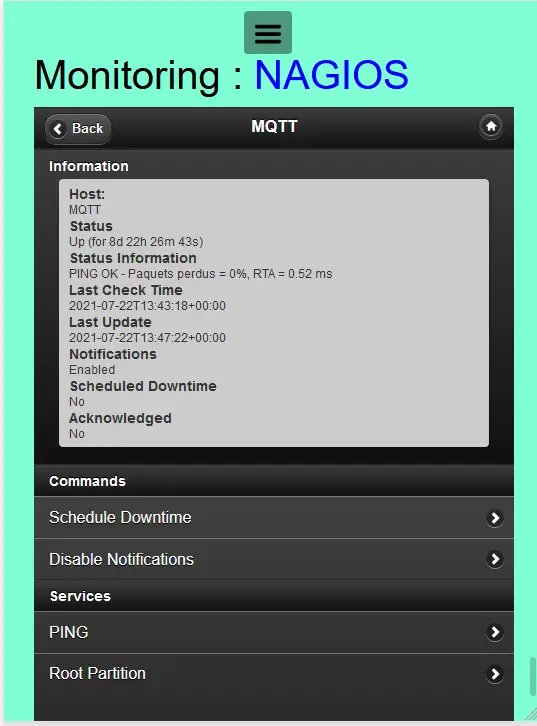 Monitoring : NAGIOS
Back
MQTT
Information
Host:
MQTT
Status
Up (for 8d 22h 26m 43s)
Status Information
PING OK - Paquets perdus = 0%, RTA = 0.52 ms
Last Check Time
2021-07-22T13:43:18+00:00
Last Update
2021-07-22T13:47:22+00:00
Notifications
Enabled
Scheduled Downtime
No
Acknowledged
No
Commands
Schedule Downtime
Disable Notifications
Services
PING
Root Partition